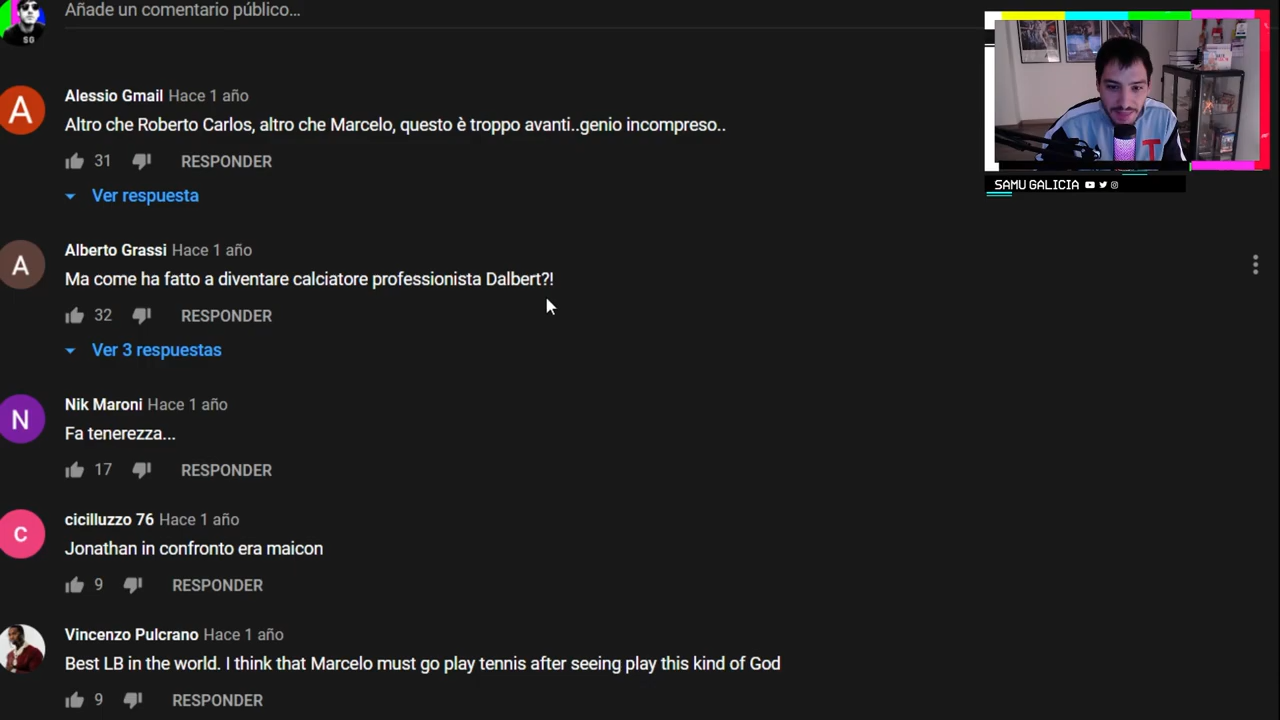 Añade un comentario público...
SG
SAMU GALICIA
A
Alessio Gmail Hace 1 año
Altro che Roberto Carlos, altro che Marcelo, questo è troppo avanti..genio incompreso..
31 RESPONDER
Ver respuesta
A
Alberto Grassi Hace 1 año
Ma come ha fatto a diventare calciatore professionista Dalbert?!
32 RESPONDER
Ver 3 respuestas
N
Nik Maroni Hace 1 año
Fa tenerezza...
17 RESPONDER
C
cicilluzzo 76 Hace 1 año
Jonathan in confronto era maicon
9 RESPONDER
Vincenzo Pulcrano Hace 1 año
Best LB in the world. I think that Marcelo must go play tennis after seeing play this kind of God
9 RESPONDER